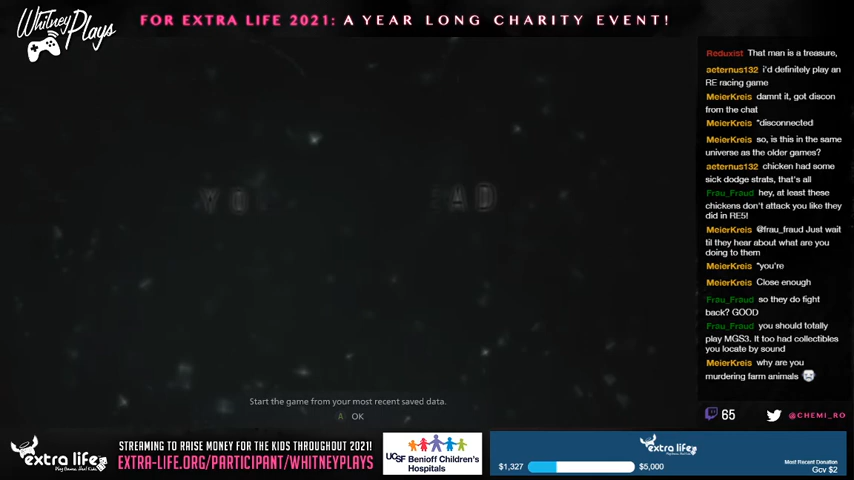 Whitney Plays
FOR EXTRA LIFE 2021: A YEAR LONG CHARITY EVENT!
Reduxist That man is a treasure,
aeternus132 i'd definitely play an
RE racing game
MeierKreis damnt it, got discon
from the chat
MeierKreis *disconnected
MeierKreis so, is this in the same
universe as the older games?
aeternus132 chicken had some
sick dodge strats, that's all
Frau_Fraud hey, at least these
chickens don't attack you like they
did in RE5!
MeierKreis @frau_fraud Just wait
til they hear about what are you
doing to them
MeierKreis *you're
MeierKreis Close enough
Frau_Fraud so they do fight
back? GOOD
Frau_Fraud you should totally
play MGS3. It too had collectibles
you locate by sound
MeierKreis why are you
murdering farm animals
Start the game from your most recent saved data.
A OK
65
@CHEMI_RO
extra life
Play Games. Heal Kids.
STREAMING TO RAISE MONEY FOR THE KIDS THROUGHOUT 2021!
EXTRA-LIFE.ORG/PARTICIPANT/WHITNEYPLAYS
UCSF Benioff Children's
Hospitals
extra life
$1,327
$5,000
Most Recent Donation
Gcv $2